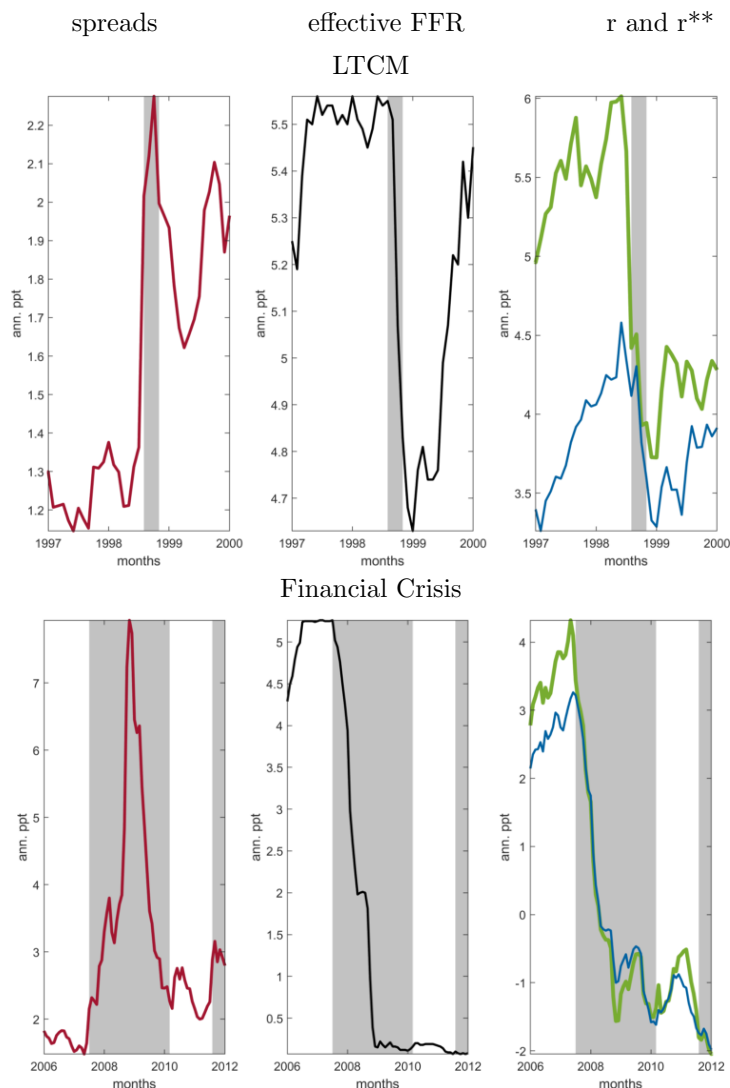 spreads effective FFR r and r**
LTCM
2.2 2.1 2 1.9 1.8 1.7 1.6 1.5 1.4 1.3 1.2
ann. ppt
1997 1998 1999 2000
months
5.5 5.4 5.3 5.2 5.1 5 4.9 4.8 4.7
ann. ppt
1997 1998 1999 2000
months
6 5.5 5 4.5 4 3.5
ann. ppt
1997 1998 1999 2000
months
Financial Crisis
7 6 5 4 3 2
ann. ppt
2006 2008 2010 2012
months
5 4.5 4 3.5 3 2.5 2 1.5 1 0.5
ann. ppt
2006 2008 2010 2012
months
4 3 2 1 0 -1 -2
ann. ppt
2006 2008 2010 2012
months